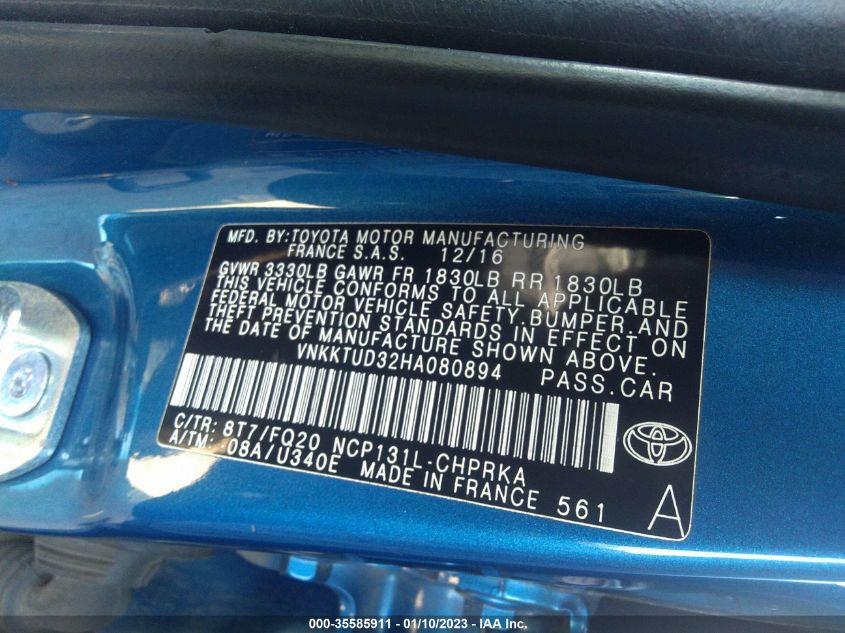 MFD. BY:TOYOTA MOTOR MANUFACTURING
FRANCE S.A.S. 12/16
GVWR 3330LB GAWR FR 1830LB RR 1830LB
THIS VEHICLE CONFORMS TO ALL APPLICABLE
FEDERAL MOTOR VEHICLE SAFETY,BUMPER,AND
THEFT PREVENTION STANDARDS IN EFFECT ON
THE DATE OF MANUFACTURE SHOWN ABOVE.
VNKKTUD32HA080894 PASS.CAR
C/TR: 8T7/FQ20 NCP131L-CHPRKA
A/TM: 08A/U340E MADE IN FRANCE 561
A
000-35585911 - 01/10/2023 - © IAA Inc.